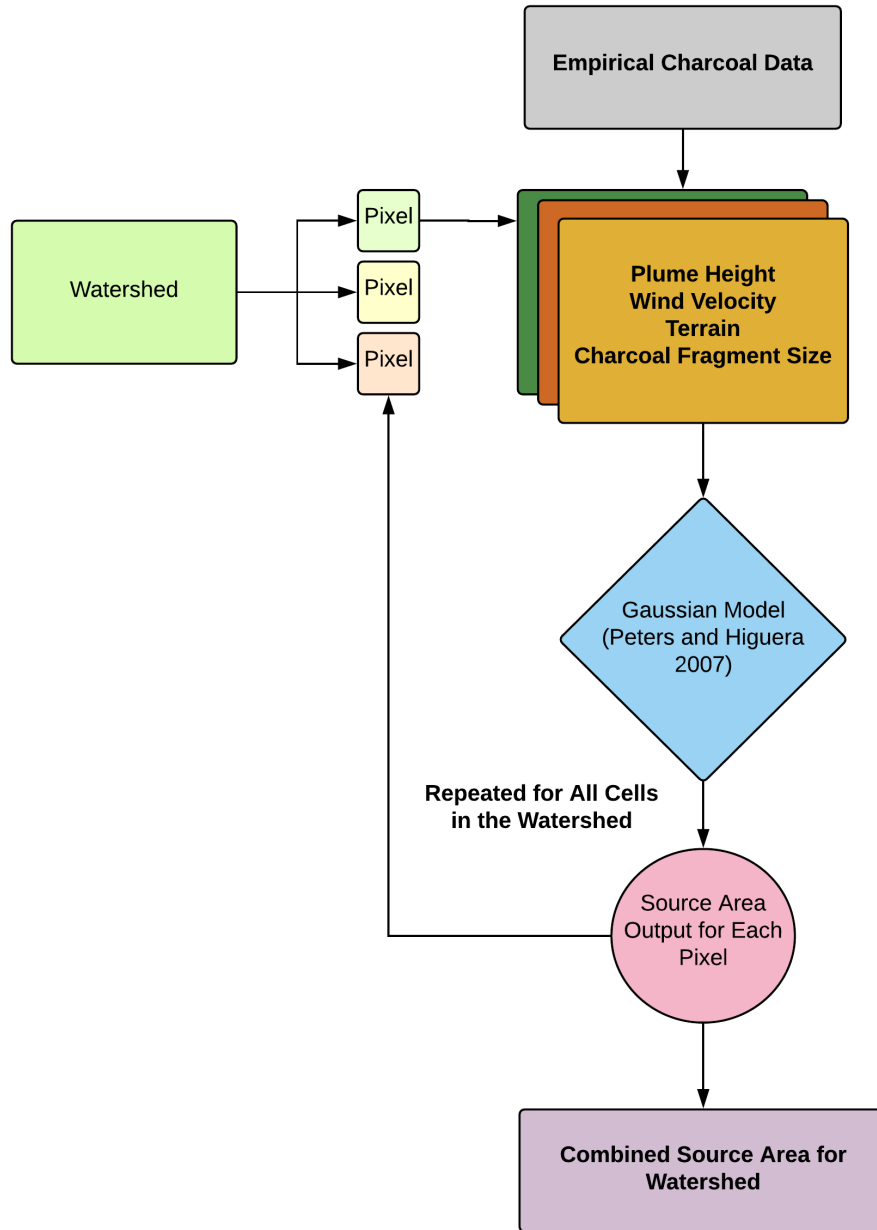 Empirical Charcoal Data
Watershed
Pixel
Pixel
Pixel
Plume Height
Wind Velocity
Terrain
Charcoal Fragment Size
Gaussian Model
(Peters and Higuera
2007)
Repeated for All Cells
in the Watershed
Source Area
Output for Each
Pixel
Combined Source Area for
Watershed